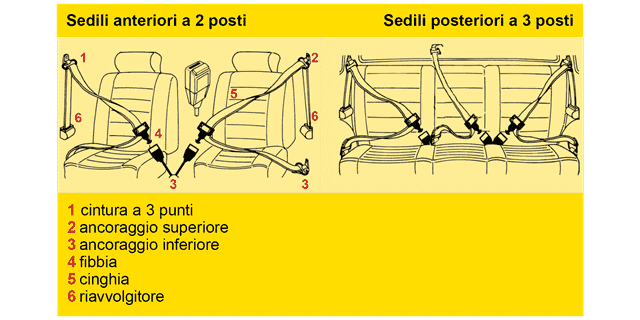 Sedili anteriori a 2 posti
Sedili posteriori a 3 posti
1
2
5
6
6
4
3
3
1 cintura a 3 punti
2 ancoraggio superiore
3 ancoraggio inferiore
4 fibbia
5 cinghia
6 riavvolgitore